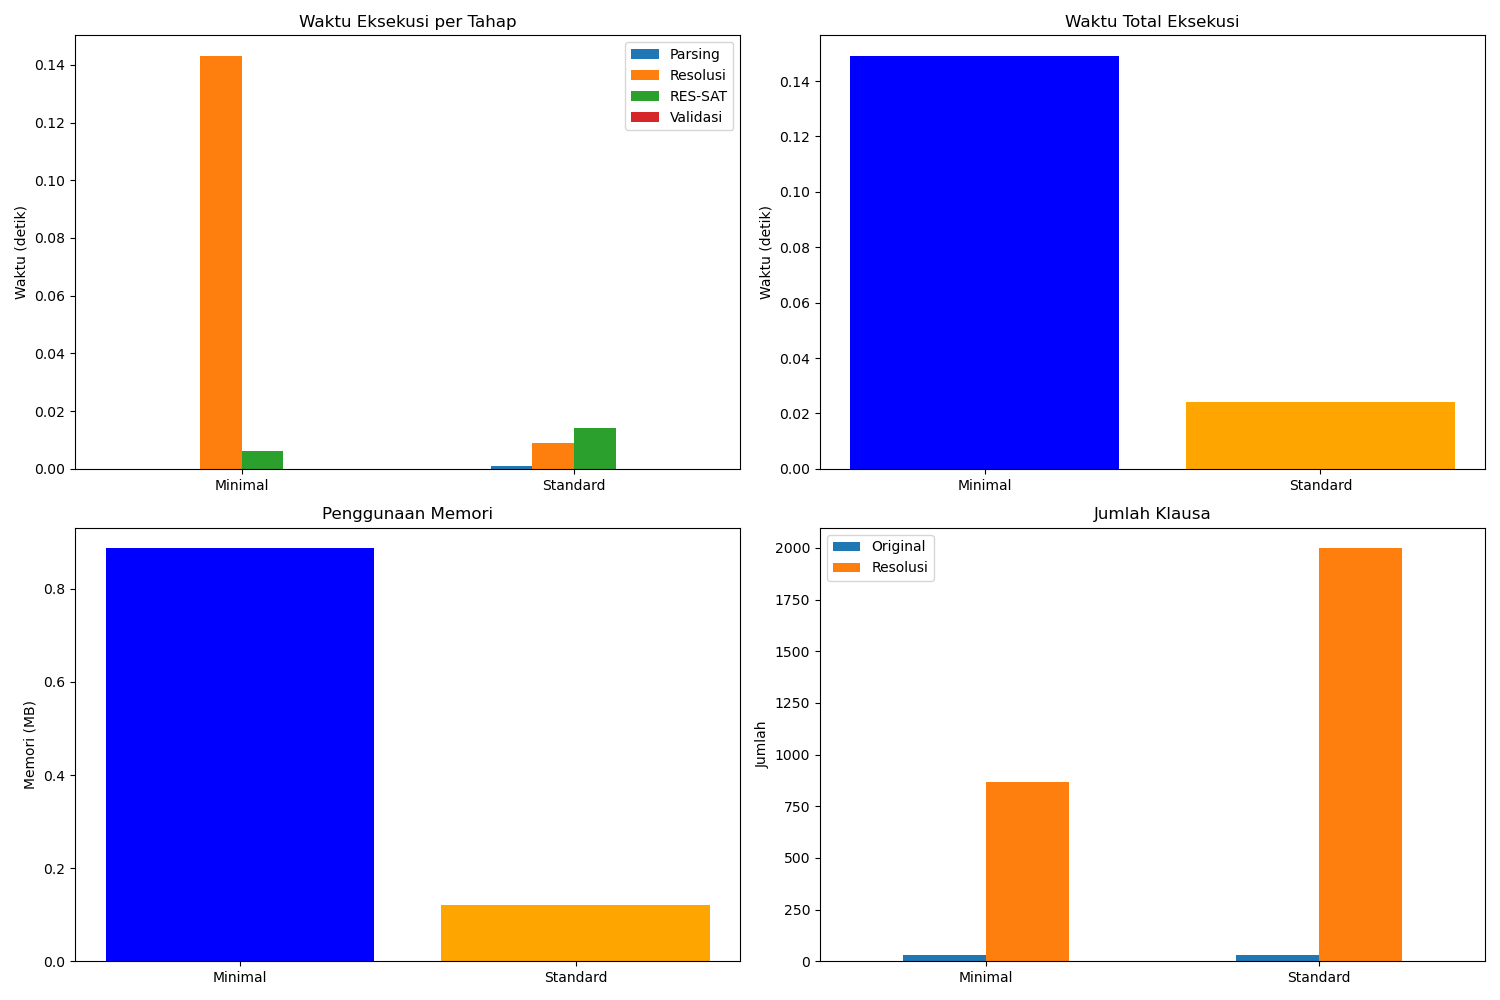 Waktu Eksekusi per Tahap
Waktu (detik)
0.14
0.12
0.10
0.08
0.06
0.04
0.02
0.00
Parsing
Resolusi
RES-SAT
Validasi
Minimal
Standard
Waktu Total Eksekusi
Waktu (detik)
0.14
0.12
0.10
0.08
0.06
0.04
0.02
0.00
Minimal
Standard
Penggunaan Memori
Memori (MB)
0.8
0.6
0.4
0.2
0.0
Minimal
Standard
Jumlah Klausa
Jumlah
2000
1750
1500
1250
1000
750
500
250
0
Original
Resolusi
Minimal
Standard